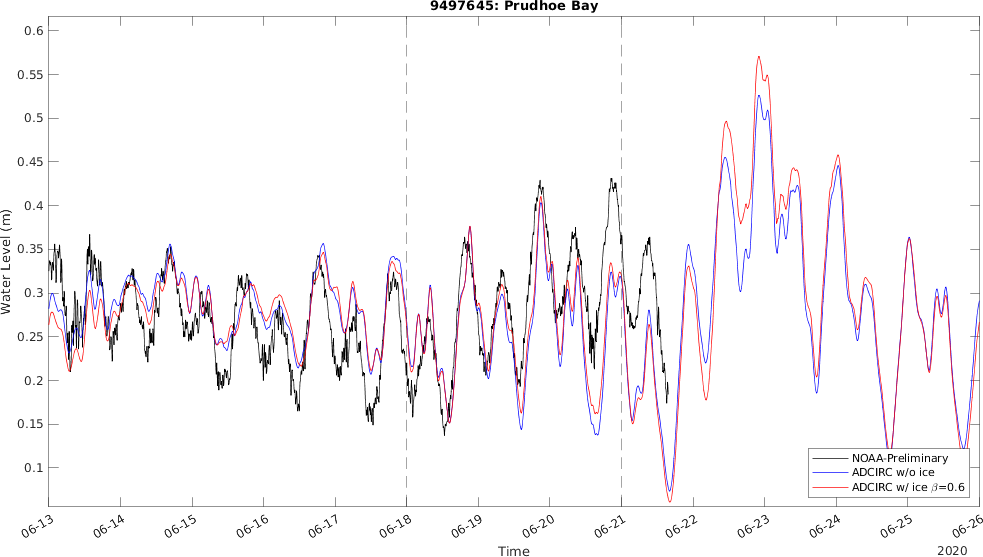 9497645: Prudhoe Bay
0.6
0.55
0.5
0.45
0.4
0.35
0.3
0.25
0.2
0.15
0.1
Water Level (m)
NOAA-Preliminary
ADCIRC w/o ice
ADCIRC w/ ice β=0.6
06-13 06-14 06-15 06-16 06-17 06-18 06-19 06-20 06-21 06-22 06-23 06-24 06-25 06-26
Time
2020